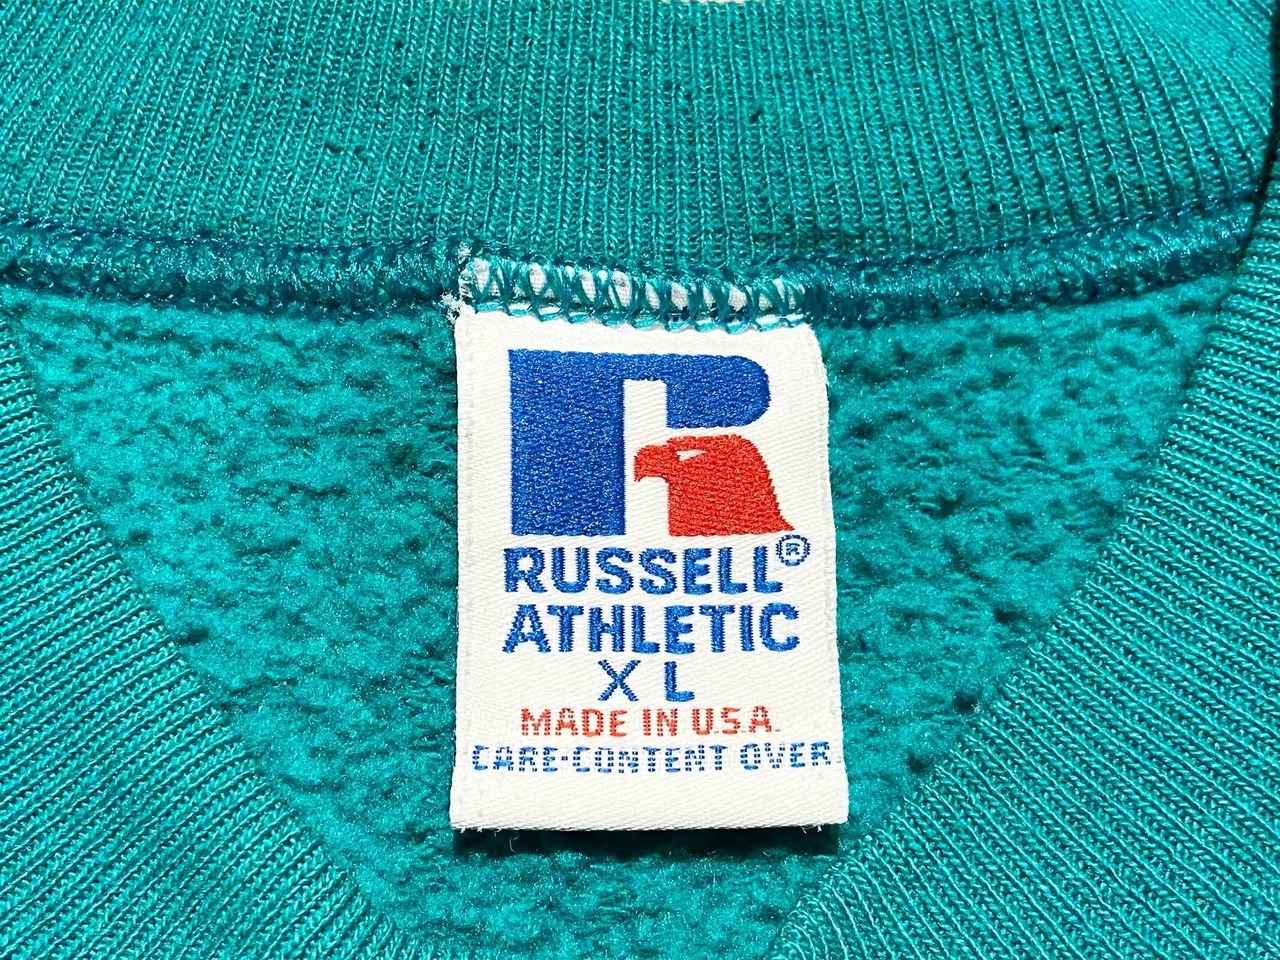 R
RUSSELL®
ATHLETIC
XL
MADE IN U.S.A.
CARE-CONTENT OVER